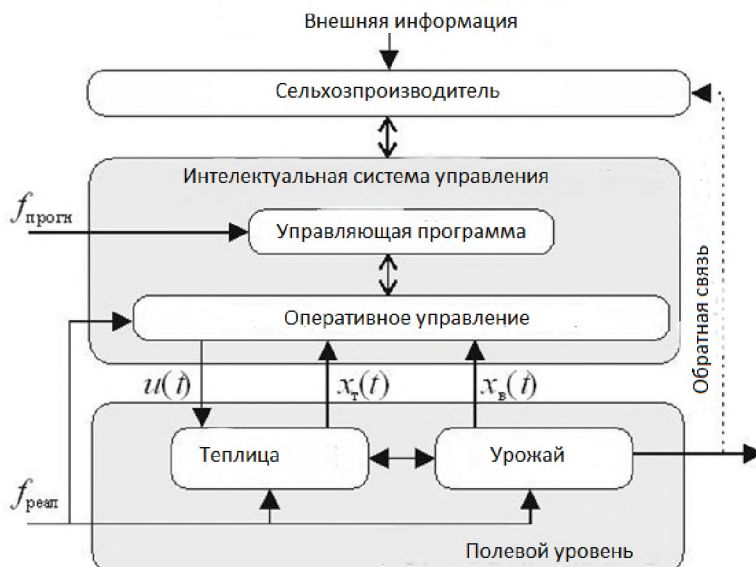 Внешняя информация
Сельхозпроизводитель
Интелектуальная система управления
fпрогн
Управляющая программа
Оперативное управление
Обратная связь
u(t)
xт(t)
xв(t)
Теплица
Урожай
fреал
Полевой уровень